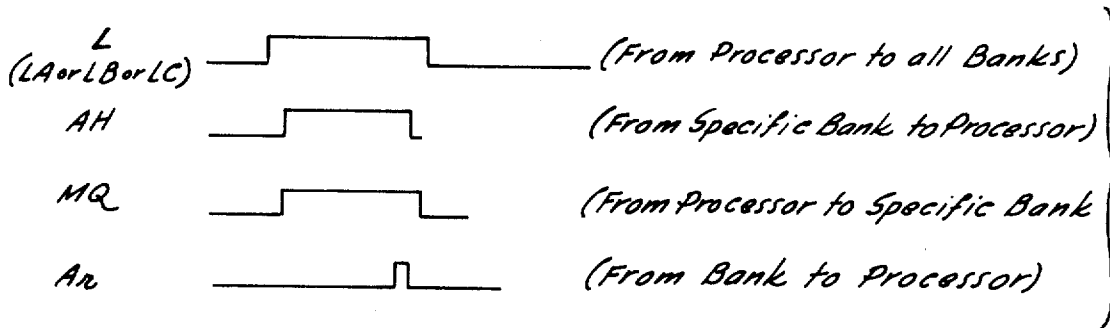 L
(LA or LB or LC) (From Processor to all Banks)
AH (From Specific Bank to Processor)
MQ (From Processor to Specific Bank
Ar (From Bank to Processor)